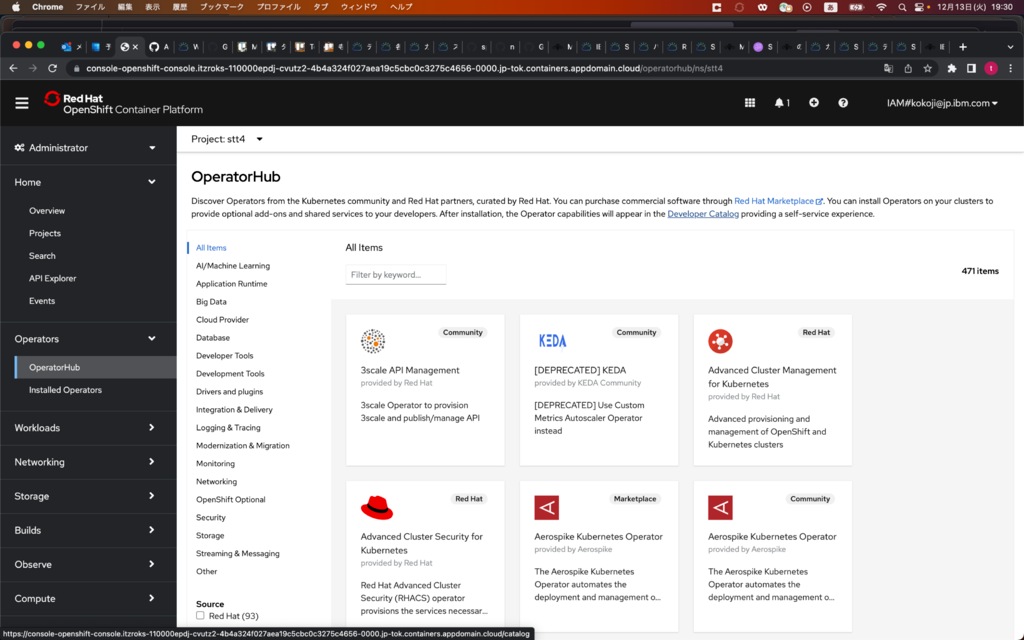 Chrome ファイル 編集 表示 履歴 ブックマーク プロファイル タブ ウィンドウ ヘルプ
12月13日(火) 19:30
console-openshift-console.itzroks-110000epdj-cvutz2-4b4a324f027aea19c5cbc0c3275c4656-0000.jp-tok.containers.appdomain.cloud/operatorhub/ns/stt4
Red Hat
OpenShift Container Platform
1
IAM#kokoji@jp.ibm.com
Administrator
Home
Overview
Projects
Search
API Explorer
Events
Operators
OperatorHub
Installed Operators
Workloads
Networking
Storage
Builds
Observe
Compute
Project: stt4
OperatorHub
Discover Operators from the Kubernetes community and Red Hat partners, curated by Red Hat. You can purchase commercial software through Red Hat Marketplace. You can install Operators on your clusters to
provide optional add-ons and shared services to your developers. After installation, the Operator capabilities will appear in the Developer Catalog providing a self-service experience.
All Items
AI/Machine Learning
Application Runtime
Big Data
Cloud Provider
Database
Developer Tools
Development Tools
Drivers and plugins
Integration & Delivery
Logging & Tracing
Modernization & Migration
Monitoring
Networking
OpenShift Optional
Security
Storage
Streaming & Messaging
Other
Source
Red Hat (93)
All Items
Filter by keyword...
471 items
Community
3scale API Management
provided by Red Hat
3scale Operator to provision
3scale and publish/manage API
KEDA
Community
[DEPRECATED] KEDA
provided by KEDA Community
[DEPRECATED] Use Custom
Metrics Autoscaler Operator
instead
Red Hat
Advanced Cluster Management
for Kubernetes
provided by Red Hat
Advanced provisioning and
management of OpenShift and
Kubernetes clusters
Red Hat
Advanced Cluster Security for
Kubernetes
provided by Red Hat
Red Hat Advanced Cluster
Security (RHACS) operator
provisions the services necessar...
Marketplace
Aerospike Kubernetes Operator
provided by Aerospike
The Aerospike Kubernetes
Operator automates the
deployment and management o...
Community
Aerospike Kubernetes Operator
provided by Aerospike
The Aerospike Kubernetes
Operator automates the
deployment and management o...
https://console-openshift-console.itzroks-110000epdj-cvutz2-4b4a324f027aea19c5cbc0c3275c4656-0000.jp-tok.containers.appdomain.cloud/catalog